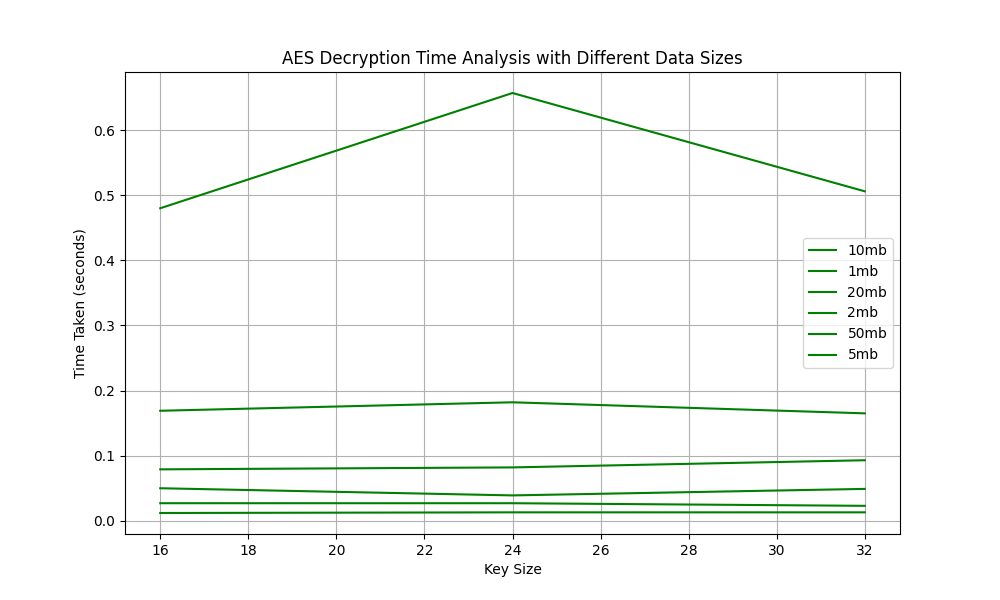 AES Decryption Time Analysis with Different Data Sizes
0.6
0.5
0.4
0.3
0.2
0.1
0.0
Time Taken (seconds)
10mb
1mb
20mb
2mb
50mb
5mb
16 18 20 22 24 26 28 30 32
Key Size